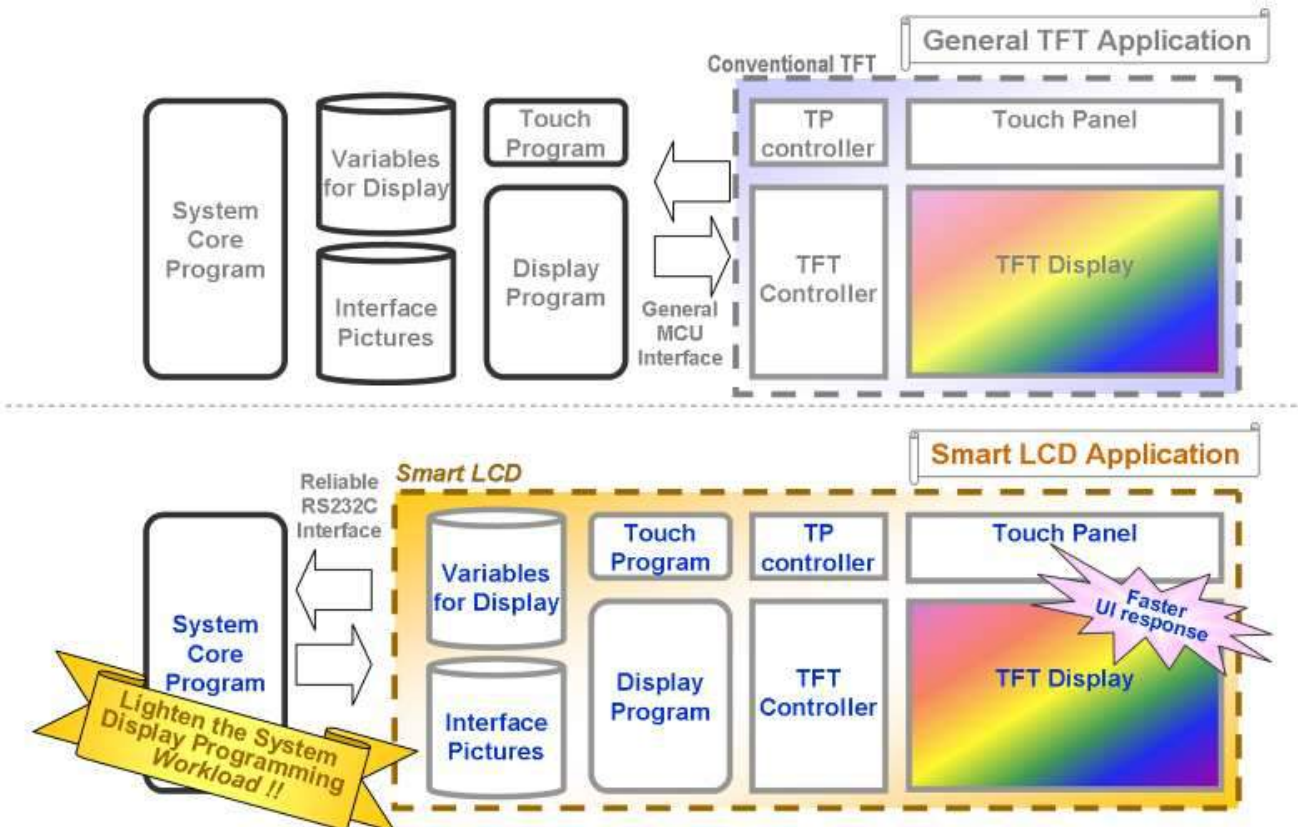 General TFT Application
Conventional TFT
System
Core
Program
Variables
for Display
Interface
Pictures
Touch
Program
Display
Program
General
MCU
Interface
TP
controller
TFT
Controller
Touch Panel
TFT Display
Smart LCD Application
Smart LCD
Reliable
RS232C
Interface
System
Core
Program
Lighten the System
Display Programming
Workload !!
Variables
for Display
Interface
Pictures
Touch
Program
Display
Program
TP
controller
TFT
Controller
Touch Panel
Faster
UI response
TFT Display